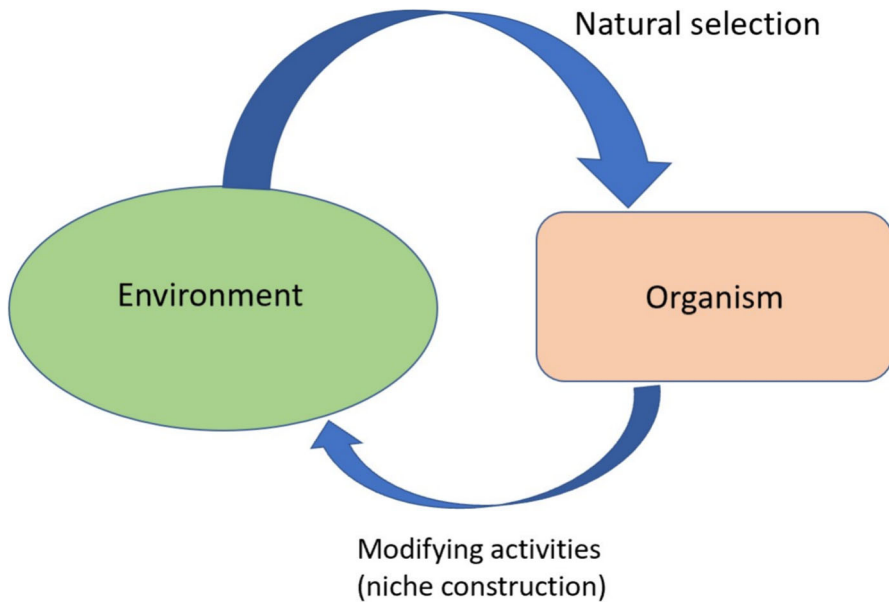 Natural selection
Environment
Organism
Modifying activities
(niche construction)